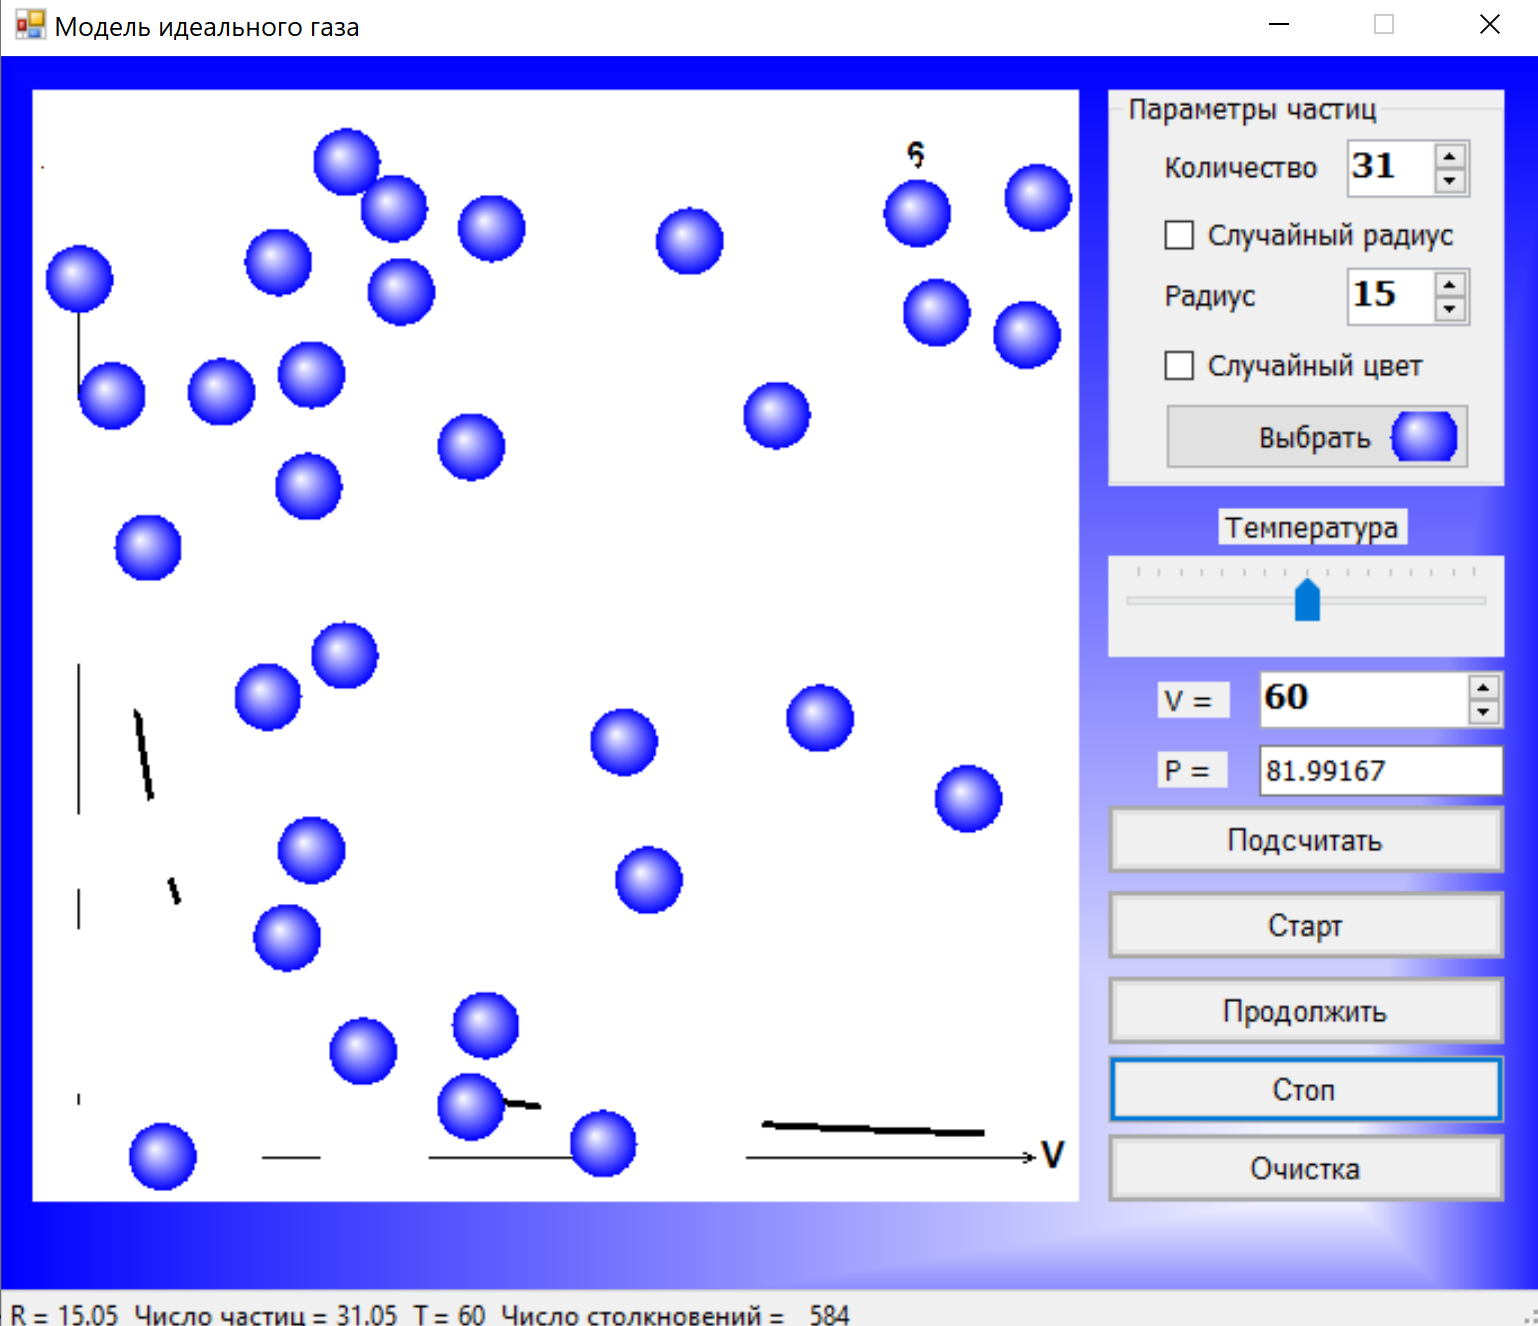 Модель идеального газа
Параметры частиц
Количество 31
Случайный радиус
Радиус 15
Случайный цвет
Выбрать
Температура
V = 60
P = 81.99167
Подсчитать
Старт
Продолжить
Стоп
Очистка
V
R = 15.05 Число частиц = 31.05 T = 60 Число столкновений = 584